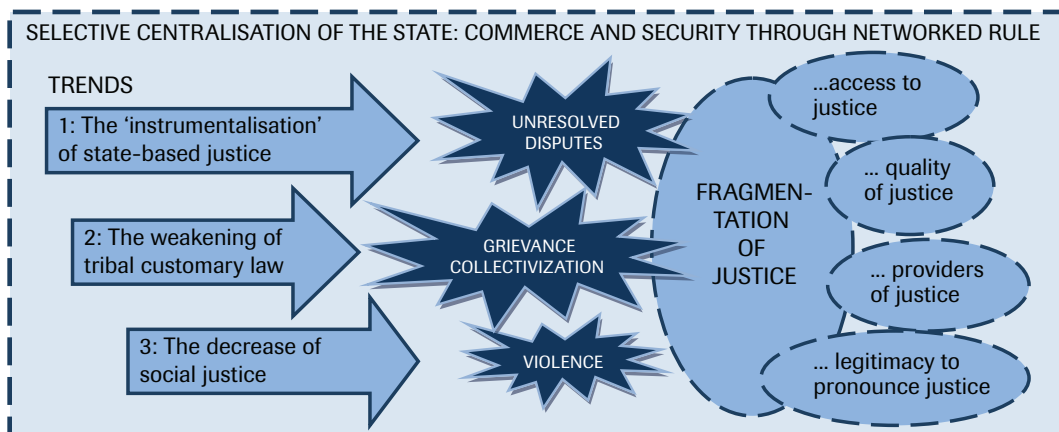 SELECTIVE CENTRALISATION OF THE STATE: COMMERCE AND SECURITY THROUGH NETWORKED RULE
TRENDS
1: The ‘instrumentalisation’
of state-based justice
2: The weakening of
tribal customary law
3: The decrease of
social justice
UNRESOLVED
DISPUTES
GRIEVANCE
COLLECTIVIZATION
VIOLENCE
FRAGMEN-
TATION
OF
JUSTICE
...access to
justice
... quality
of justice
... providers
of justice
... legitimacy to
pronounce justice